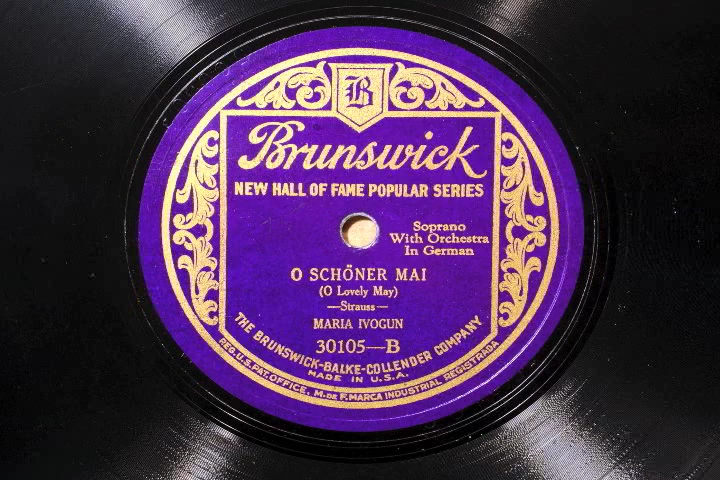 B
Brunswick
NEW HALL OF FAME POPULAR SERIES
Soprano
With Orchestra
In German
O SCHÖNER MAI
(O Lovely May)
—Strauss—
MARIA IVOGUN
30105—B
THE BRUNSWICK-BALKE-COLLENDER COMPANY
MADE IN U.S.A.
REG. U.S. PAT. OFFICE, M. DE F. MARCA INDUSTRIAL REGISTRADA